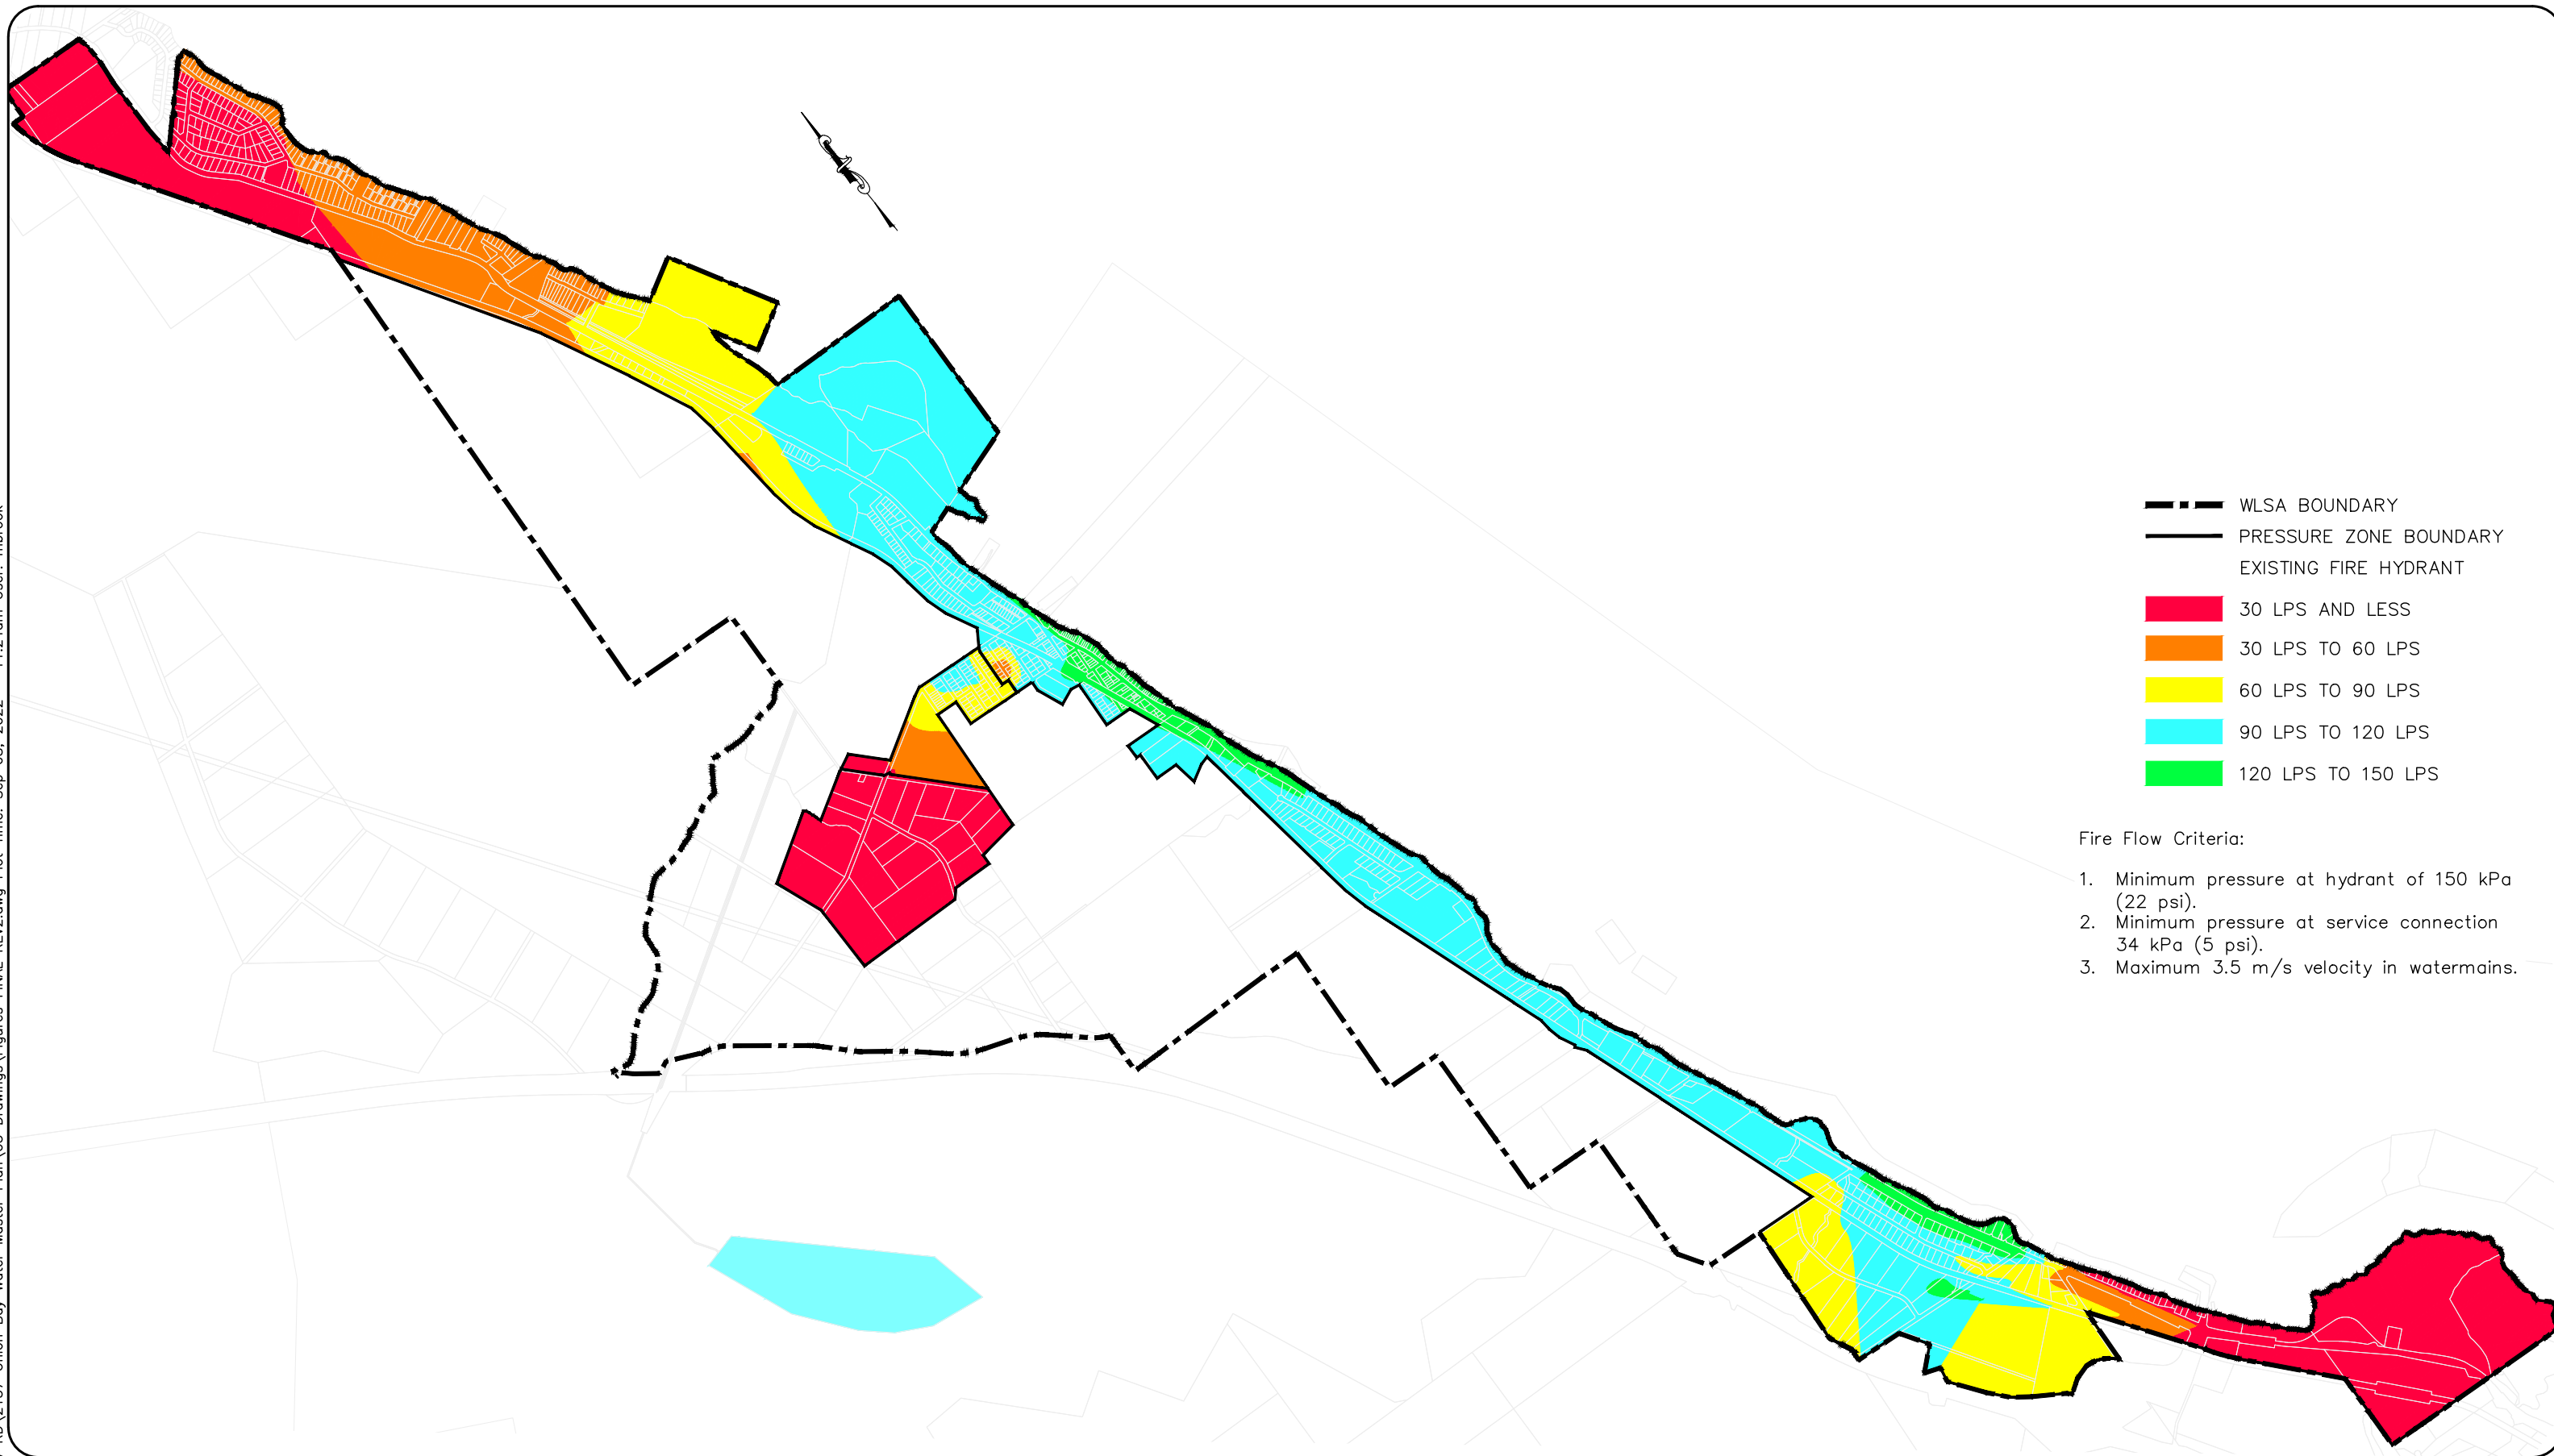 WLSA BOUNDARY
PRESSURE ZONE BOUNDARY
EXISTING FIRE HYDRANT
30 LPS AND LESS
30 LPS TO 60 LPS
60 LPS TO 90 LPS
90 LPS TO 120 LPS
120 LPS TO 150 LPS
Fire Flow Criteria:
1. Minimum pressure at hydrant of 150 kPa
(22 psi).
2. Minimum pressure at service connection
34 kPa (5 psi).
3. Maximum 3.5 m/s velocity in watermains.